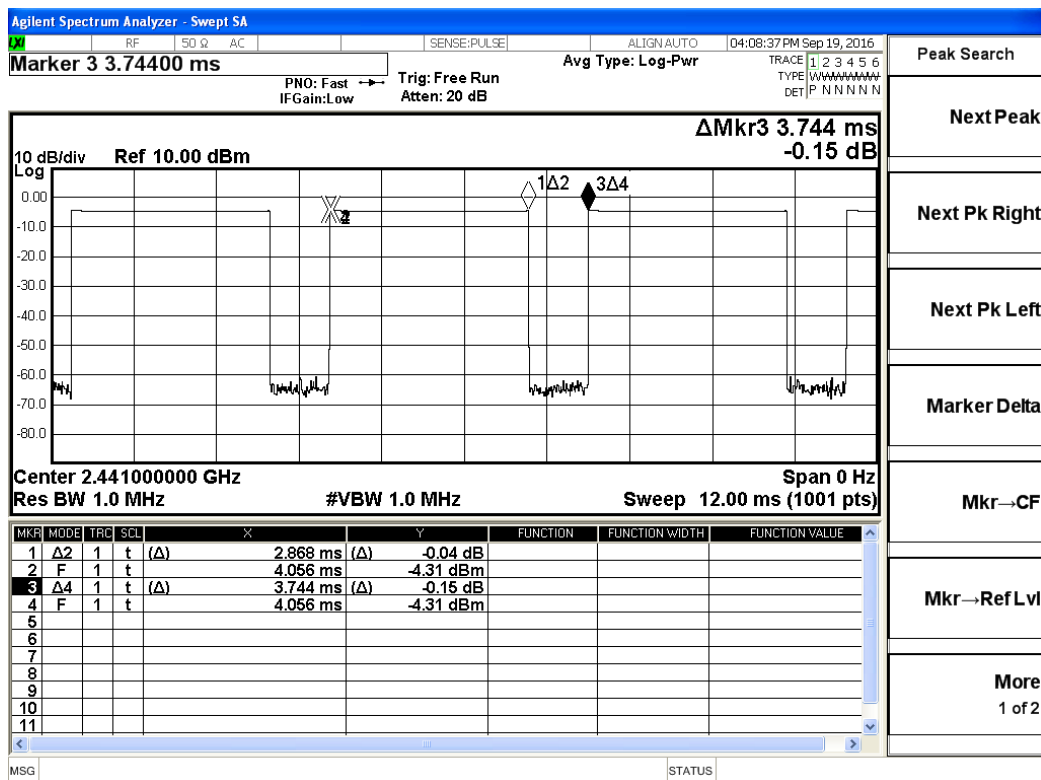 Agilent Spectrum Analyzer - Swept SA
LXI RF 50 Ω AC SENSE:PULSE ALIGN AUTO 04:08:37 PM Sep 19, 2016
Marker 3 3.74400 ms
PNO: Fast
IFGain:Low
Trig: Free Run
Atten: 20 dB
Avg Type: Log-Pwr
TRACE 1 2 3 4 5 6
TYPE WWWWWW
DET P N N N N N
ΔMkr3 3.744 ms
-0.15 dB
10 dB/div Ref 10.00 dBm
Log
0.00
-10.0
-20.0
-30.0
-40.0
-50.0
-60.0
-70.0
-80.0
1Δ2 3Δ4
Center 2.441000000 GHz Span 0 Hz
Res BW 1.0 MHz #VBW 1.0 MHz Sweep 12.00 ms (1001 pts)
MKR MODE TRC SCL X Y FUNCTION FUNCTION WIDTH FUNCTION VALUE
1 Δ2 1 t (Δ) 2.868 ms (Δ) -0.04 dB
2 F 1 t 4.056 ms -4.31 dBm
3 Δ4 1 t (Δ) 3.744 ms (Δ) -0.15 dB
4 F 1 t 4.056 ms -4.31 dBm
5
6
7
8
9
10
11
MSG STATUS
Peak Search
Next Peak
Next Pk Right
Next Pk Left
Marker Delta
Mkr→CF
Mkr→Ref Lvl
More
1 of 2